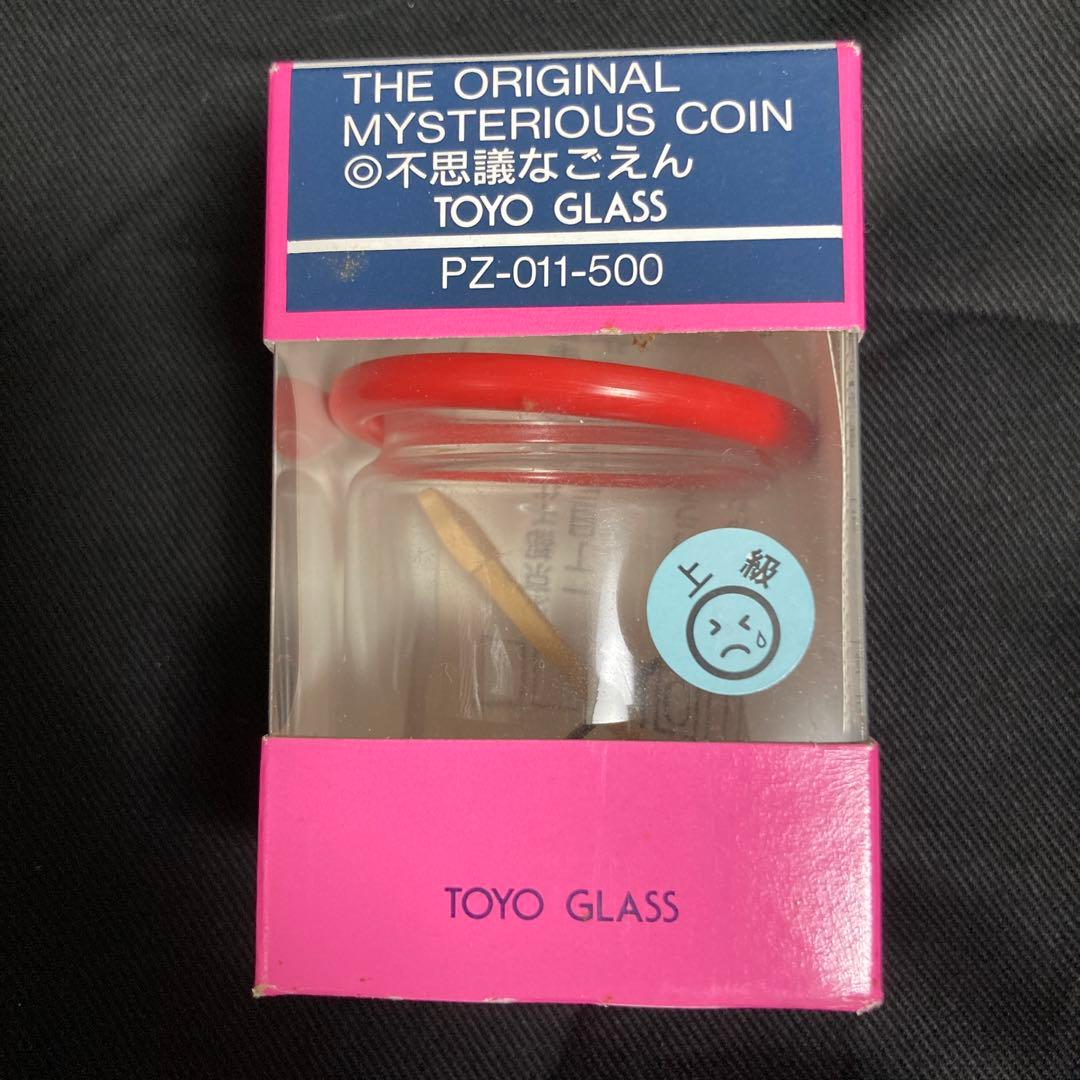 THE ORIGINAL
MYSTERIOUS COIN
◎不思議なごえん
TOYO GLASS
PZ-011-500
上級
TOYO GLASS